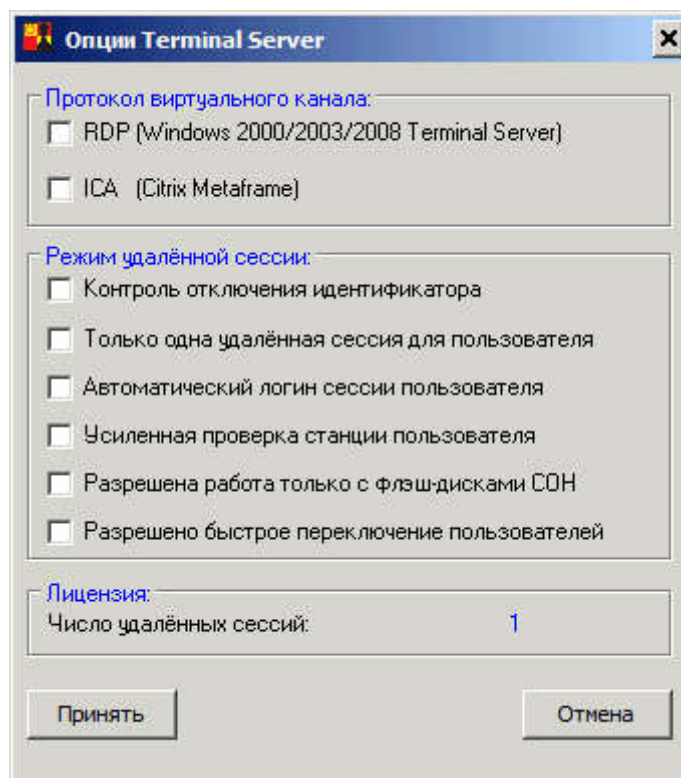 Опции Terminal Server
Протокол виртуального канала:
RDP (Windows 2000/2003/2008 Terminal Server)
ICA (Citrix Metaframe)
Режим удалённой сессии:
Контроль отключения идентификатора
Только одна удалённая сессия для пользователя
Автоматический логин сессии пользователя
Усиленная проверка станции пользователя
Разрешена работа только с флэш-дисками СОН
Разрешено быстрое переключение пользователей
Лицензия:
Число удалённых сессий: 1
Принять Отмена